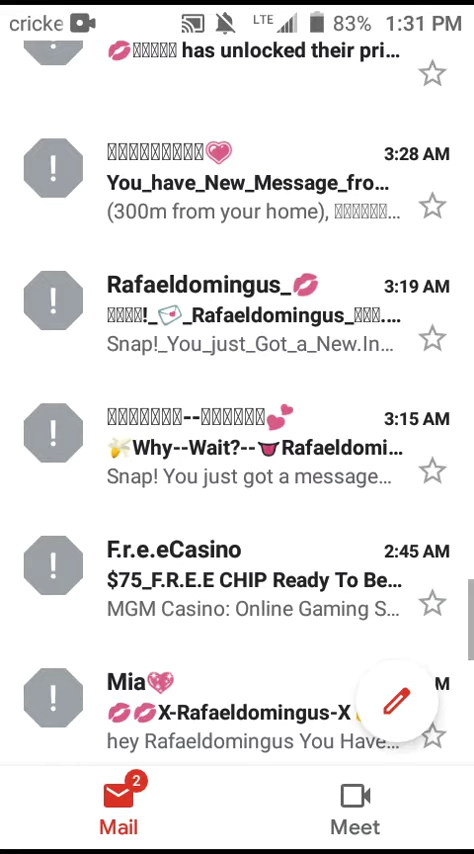 cricke LTE 83% 1:31 PM
💋 has unlocked their pri...
💗 3:28 AM
You_have_New_Message_fro...
(300m from your home), ...
Rafaeldomingus_💋 3:19 AM
!_💌_Rafaeldomingus_....
Snap!_You_just_Got_a_New.In...
--💕 3:15 AM
🍌Why--Wait?--👅Rafaeldomi...
Snap! You just got a message...
F.r.e.eCasino 2:45 AM
$75_F.R.E.E CHIP Ready To Be...
MGM Casino: Online Gaming S...
Mia💖 M
💋💋X-Rafaeldomingus-X
hey Rafaeldomingus You Have...
2
Mail Meet